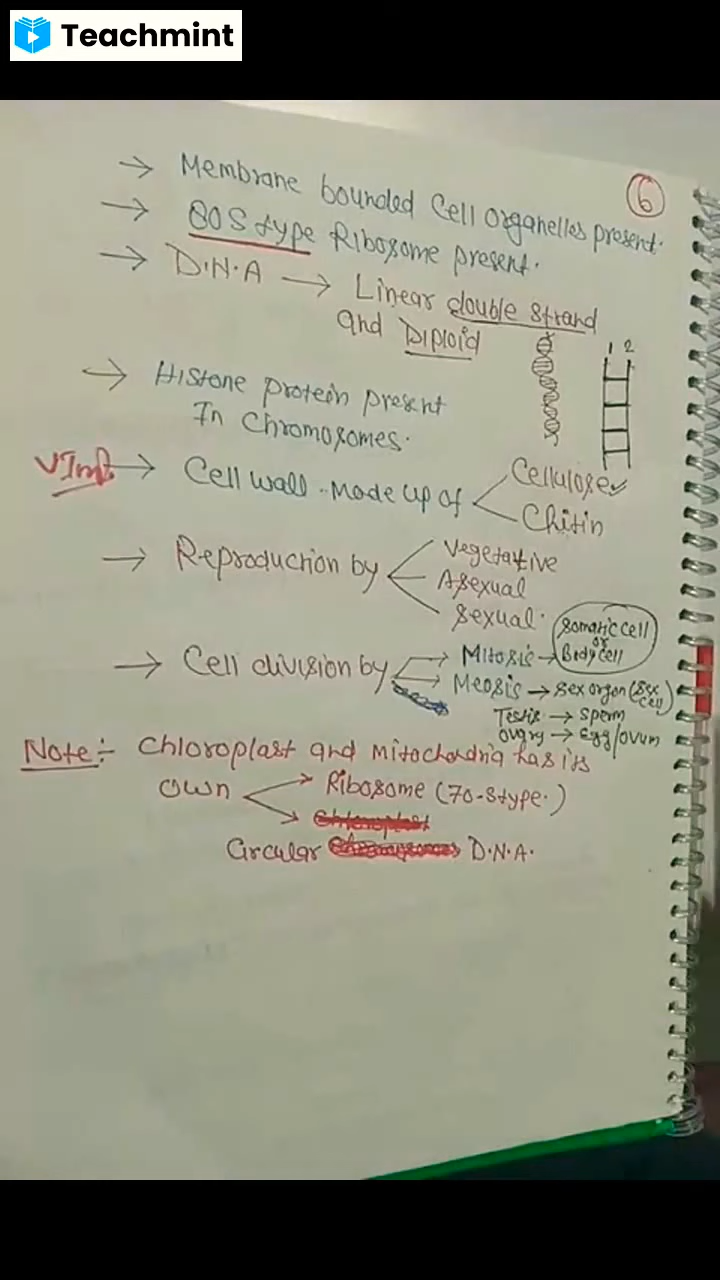 Teachmint
6
→ Membrane bounded Cell organelles present.
→ 80S type Ribosome present.
→ D.N.A → Linear double strand
and Diploid
1 2
→ Histone protein present
In Chromosomes.
VImp → Cell wall Made up of
Cellulose ✓
Chitin
→ Reproduction by
Vegetative
Asexual
Sexual.
→ Cell division by
Mitosis → Somatic cell
or
Body cell
Meosis → Sex organ (Sex
cell)
Testis → Sperm
Ovary → Egg/ovum
Note:- Chloroplast and Mitochondria has its
own
Ribosome (70-S type.)
Circular D.N.A.